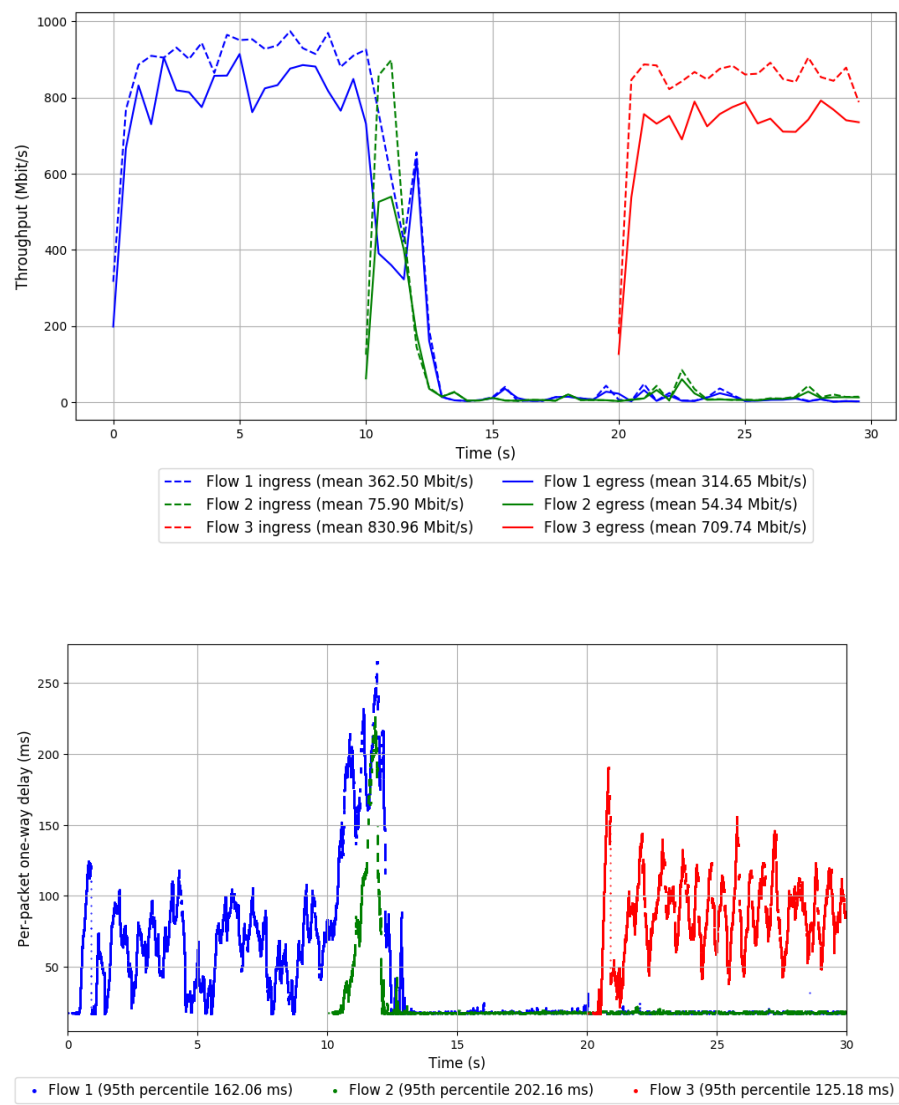 1000
800
600
400
200
0
Throughput (Mbit/s)
0 5 10 15 20 25 30
Time (s)
Flow 1 ingress (mean 362.50 Mbit/s) Flow 1 egress (mean 314.65 Mbit/s)
Flow 2 ingress (mean 75.90 Mbit/s) Flow 2 egress (mean 54.34 Mbit/s)
Flow 3 ingress (mean 830.96 Mbit/s) Flow 3 egress (mean 709.74 Mbit/s)
250
200
150
100
50
Per-packet one-way delay (ms)
0 5 10 15 20 25 30
Time (s)
Flow 1 (95th percentile 162.06 ms) Flow 2 (95th percentile 202.16 ms) Flow 3 (95th percentile 125.18 ms)